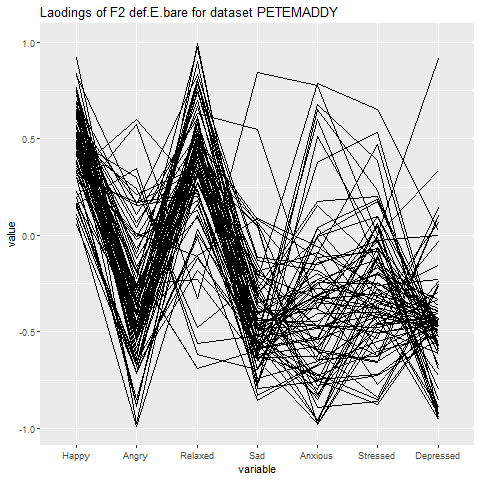 Laodings of F2 def.E.bare for dataset PETEMADDY
1.0
0.5
0.0
-0.5
-1.0
value
Happy Angry Relaxed Sad Anxious Stressed Depressed
variable